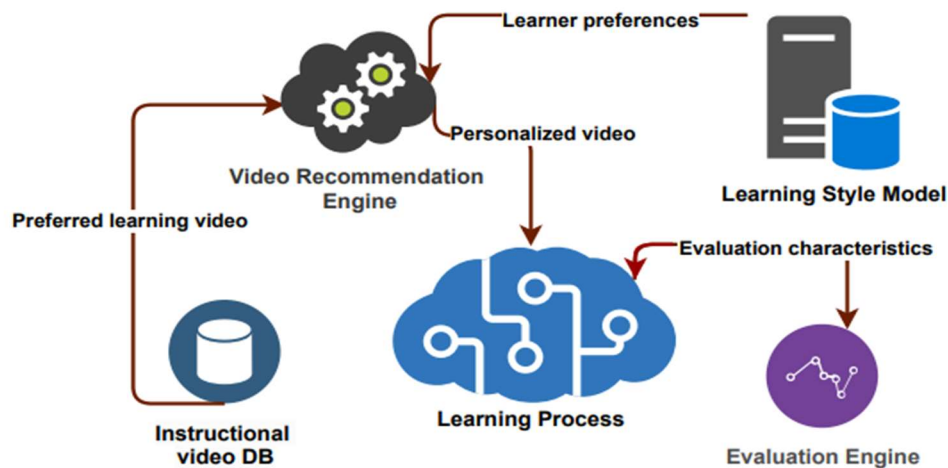 Learner preferences
Personalized video
Video Recommendation
Engine
Learning Style Model
Preferred learning video
Evaluation characteristics
Learning Process
Instructional
video DB
Evaluation Engine